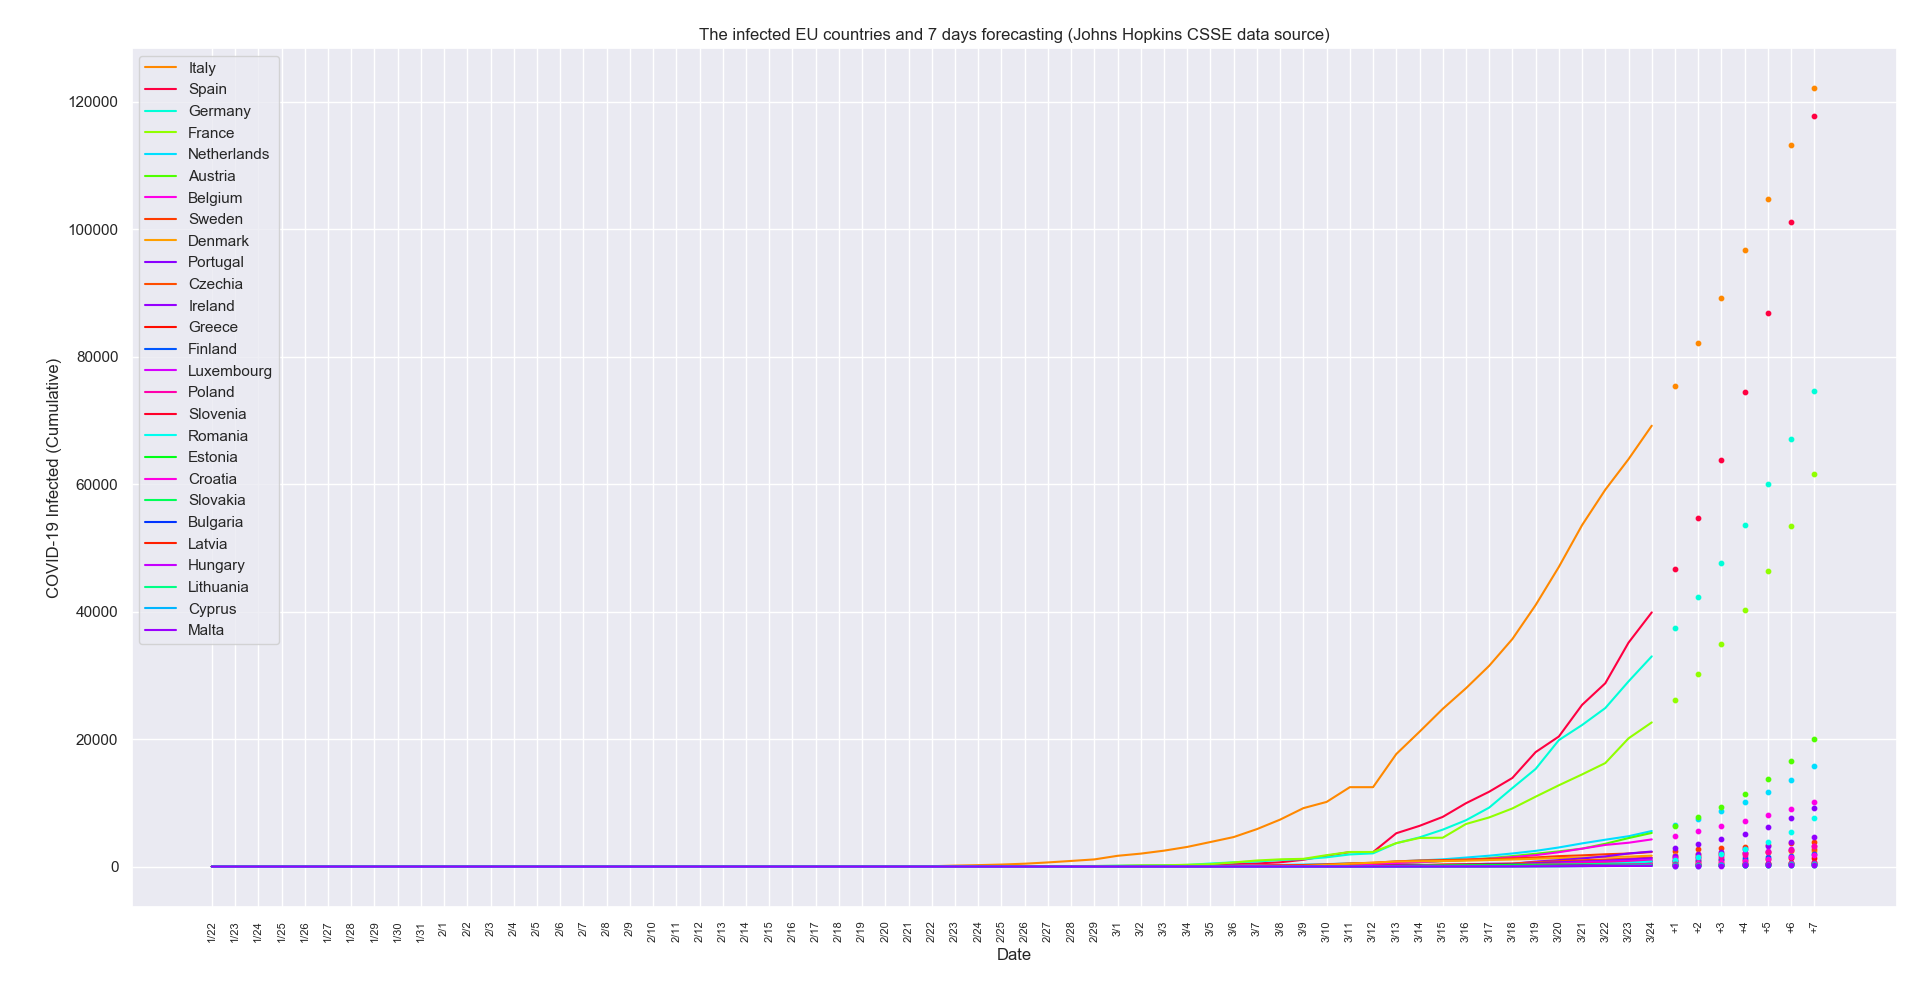 The infected EU countries and 7 days forecasting (Johns Hopkins CSSE data source)
Italy
Spain
Germany
France
Netherlands
Austria
Belgium
Sweden
Denmark
Portugal
Czechia
Ireland
Greece
Finland
Luxembourg
Poland
Slovenia
Romania
Estonia
Croatia
Slovakia
Bulgaria
Latvia
Hungary
Lithuania
Cyprus
Malta
COVID-19 Infected (Cumulative)
120000
100000
80000
60000
40000
20000
0
1/22 1/23 1/24 1/25 1/26 1/27 1/28 1/29 1/30 1/31 2/1 2/2 2/3 2/4 2/5 2/6 2/7 2/8 2/9 2/10 2/11 2/12 2/13 2/14 2/15 2/16 2/17 2/18 2/19 2/20 2/21 2/22 2/23 2/24 2/25 2/26 2/27 2/28 2/29 3/1 3/2 3/3 3/4 3/5 3/6 3/7 3/8 3/9 3/10 3/11 3/12 3/13 3/14 3/15 3/16 3/17 3/18 3/19 3/20 3/21 3/22 3/23 3/24 +1 +2 +3 +4 +5 +6 +7
Date